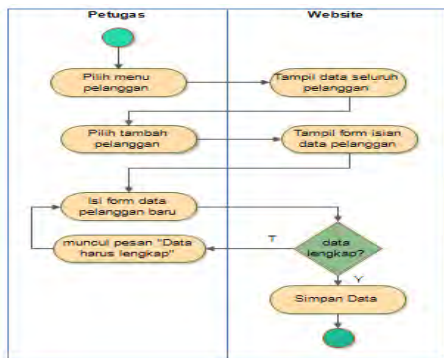 Petugas
Website
Pilih menu
pelanggan
Tampil data seluruh
pelanggan
Pilih tambah
pelanggan
Tampil form isian
data pelanggan
Isi form data
pelanggan baru
data
lengkap?
T
muncul pesan "Data
harus lengkap"
Y
Simpan Data